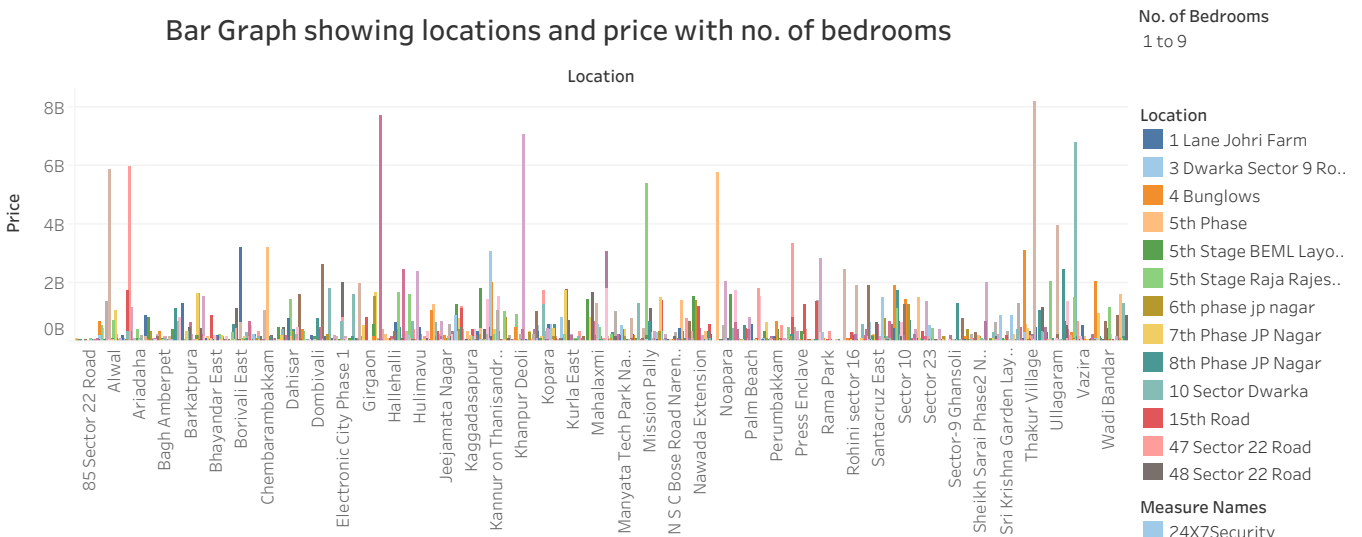 Bar Graph showing locations and price with no. of bedrooms
No. of Bedrooms
1 to 9
Location
Price
8B
6B
4B
2B
0B
85 Sector 22 Road
Alwal
Ariadaha
Bagh Amberpet
Barkatpura
Bhayandar East
Borivali East
Chembarambakkam
Dahisar
Dombivali
Electronic City Phase 1
Girgaon
Hallehalli
Hulimavu
Jeejamata Nagar
Kaggadasapura
Kannur on Thanisandr..
Khanpur Deoli
Kopara
Kurla East
Mahalaxmi
Manyata Tech Park Na..
Mission Pally
N S C Bose Road Naren..
Nawada Extension
Noapara
Palm Beach
Perumbakkam
Press Enclave
Rama Park
Rohini sector 16
Santacruz East
Sector 10
Sector 23
Sector-9 Ghansoli
Sheikh Sarai Phase2 N..
Sri Krishna Garden Lay..
Thakur Village
Ullagaram
Vazira
Wadi Bandar
Location
1 Lane Johri Farm
3 Dwarka Sector 9 Ro..
4 Bunglows
5th Phase
5th Stage BEML Layo..
5th Stage Raja Rajes..
6th phase jp nagar
7th Phase JP Nagar
8th Phase JP Nagar
10 Sector Dwarka
15th Road
47 Sector 22 Road
48 Sector 22 Road
Measure Names
24X7Security